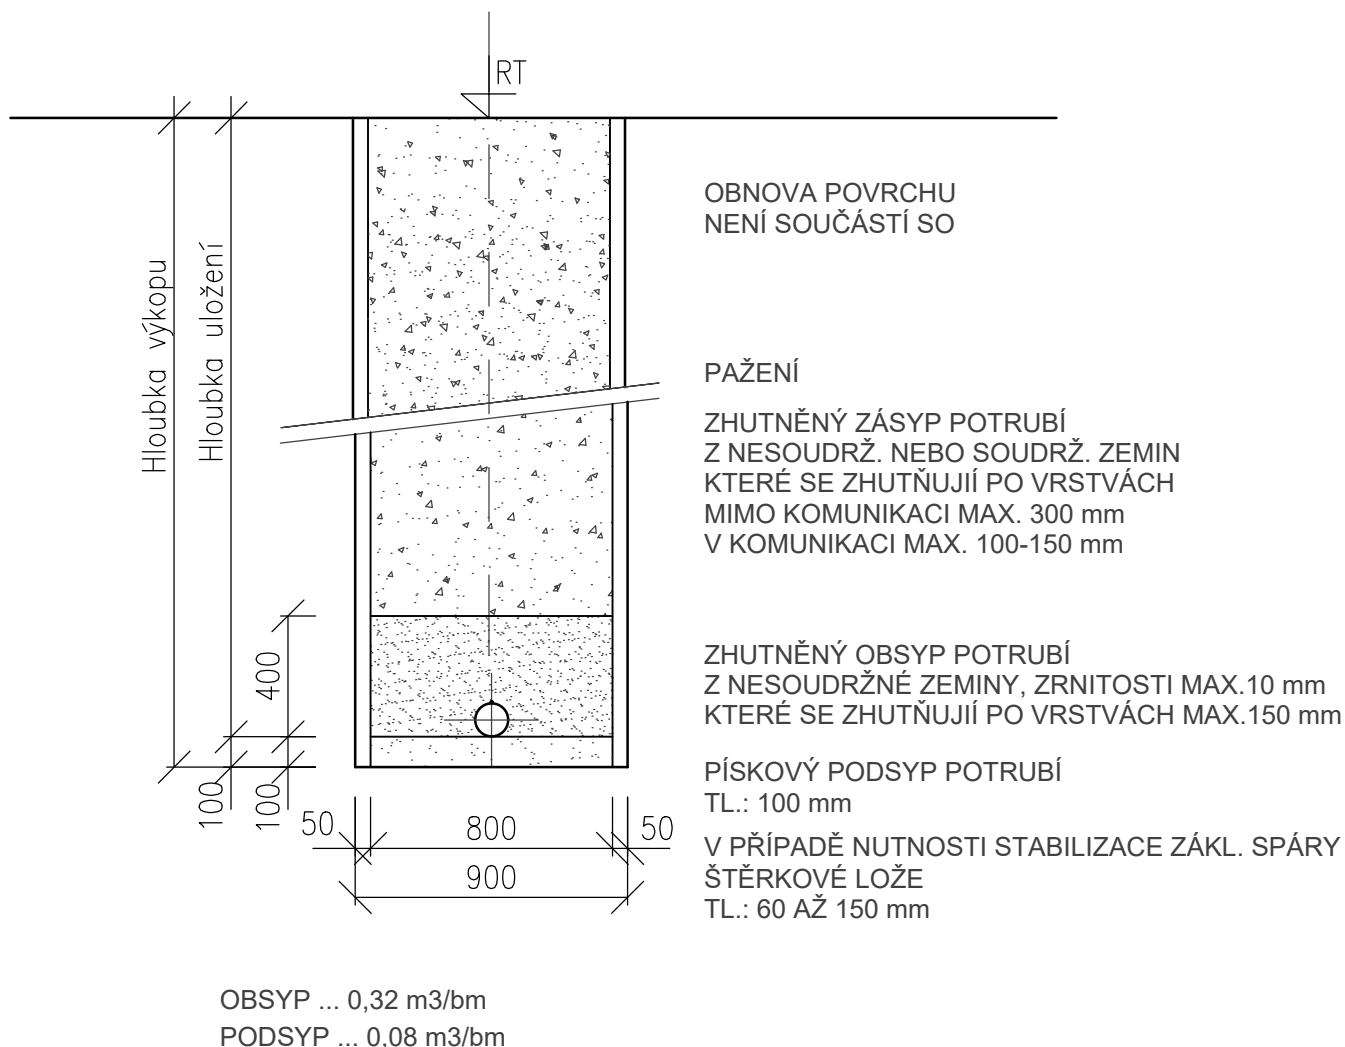 RT
OBNOVA POVRCHU
NENÍ SOUČÁSTÍ SO
Hloubka výkopu
Hloubka uložení
PAŽENÍ
ZHUTNĚNÝ ZÁSYP POTRUBÍ
Z NESOUDRŽ. NEBO SOUDRŽ. ZEMIN
KTERÉ SE ZHUTŇUJIÍ PO VRSTVÁCH
MIMO KOMUNIKACI MAX. 300 mm
V KOMUNIKACI MAX. 100-150 mm
400
ZHUTNĚNÝ OBSYP POTRUBÍ
Z NESOUDRŽNÉ ZEMINY, ZRNITOSTI MAX.10 mm
KTERÉ SE ZHUTŇUJIÍ PO VRSTVÁCH MAX.150 mm
100
100
PÍSKOVÝ PODSYP POTRUBÍ
TL.: 100 mm
50
800
50
900
V PŘÍPADĚ NUTNOSTI STABILIZACE ZÁKL. SPÁRY
ŠTĚRKOVÉ LOŽE
TL.: 60 AŽ 150 mm
OBSYP ... 0,32 m3/bm
PODSYP ... 0,08 m3/bm